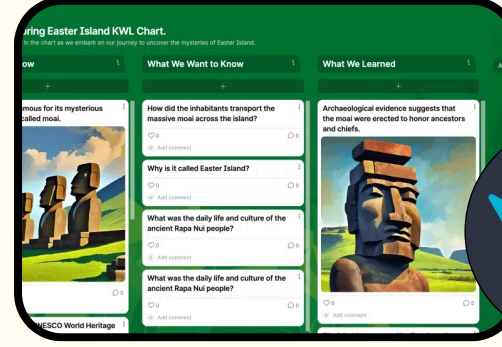 ring Easter Island KWL Chart.
in the chart as we embark on our journey to uncover the mysteries of Easter Island.
ow
mous for its mysterious
called moai.
0
NESCO World Heritage
What We Want to Know
+
How did the inhabitants transport the
massive moai across the island?
0 0
Add comment
Why is it called Easter Island?
0 0
Add comment
What was the daily life and culture of the
ancient Rapa Nui people?
0 0
Add comment
What was the daily life and culture of the
ancient Rapa Nui people?
0 0
Add comment
What We Learned
+
Archaeological evidence suggests that
the moai were erected to honor ancestors
and chiefs.
0 0
Add comment
A